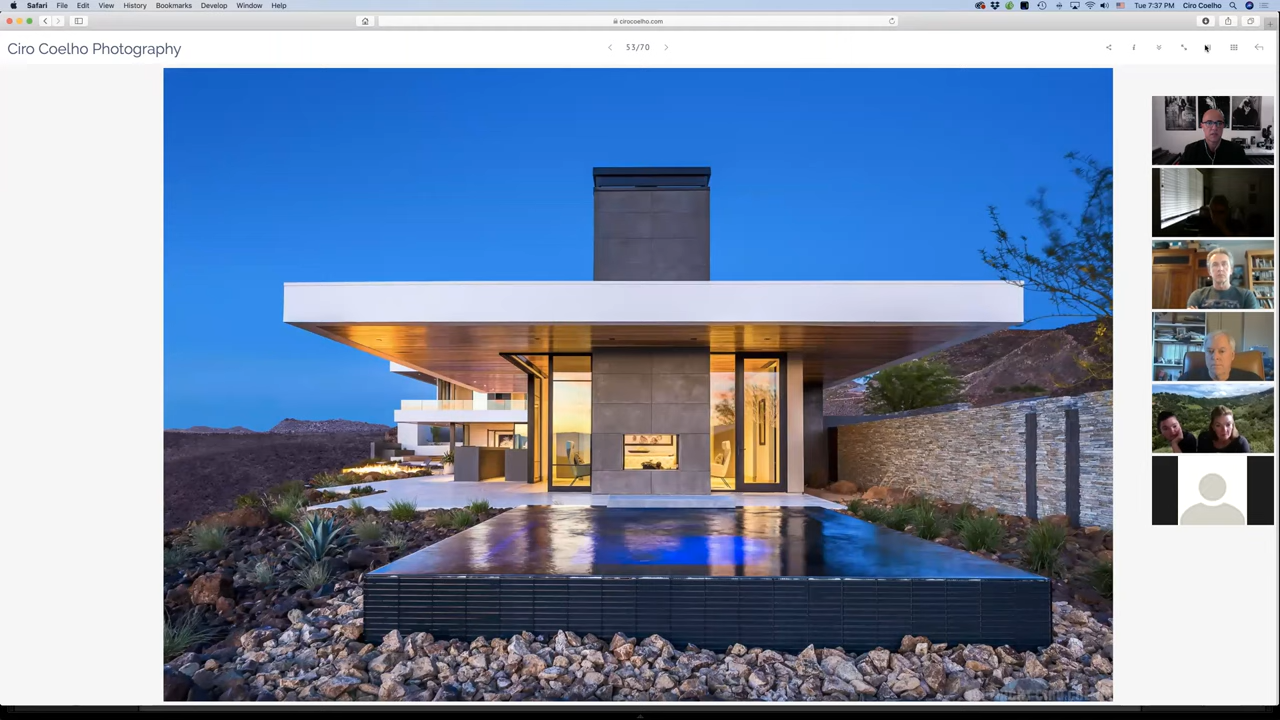 Safari File Edit View History Bookmarks Develop Window Help
Tue 7:37 PM Ciro Coelho
cirocoelho.com
Ciro Coelho Photography
53/70